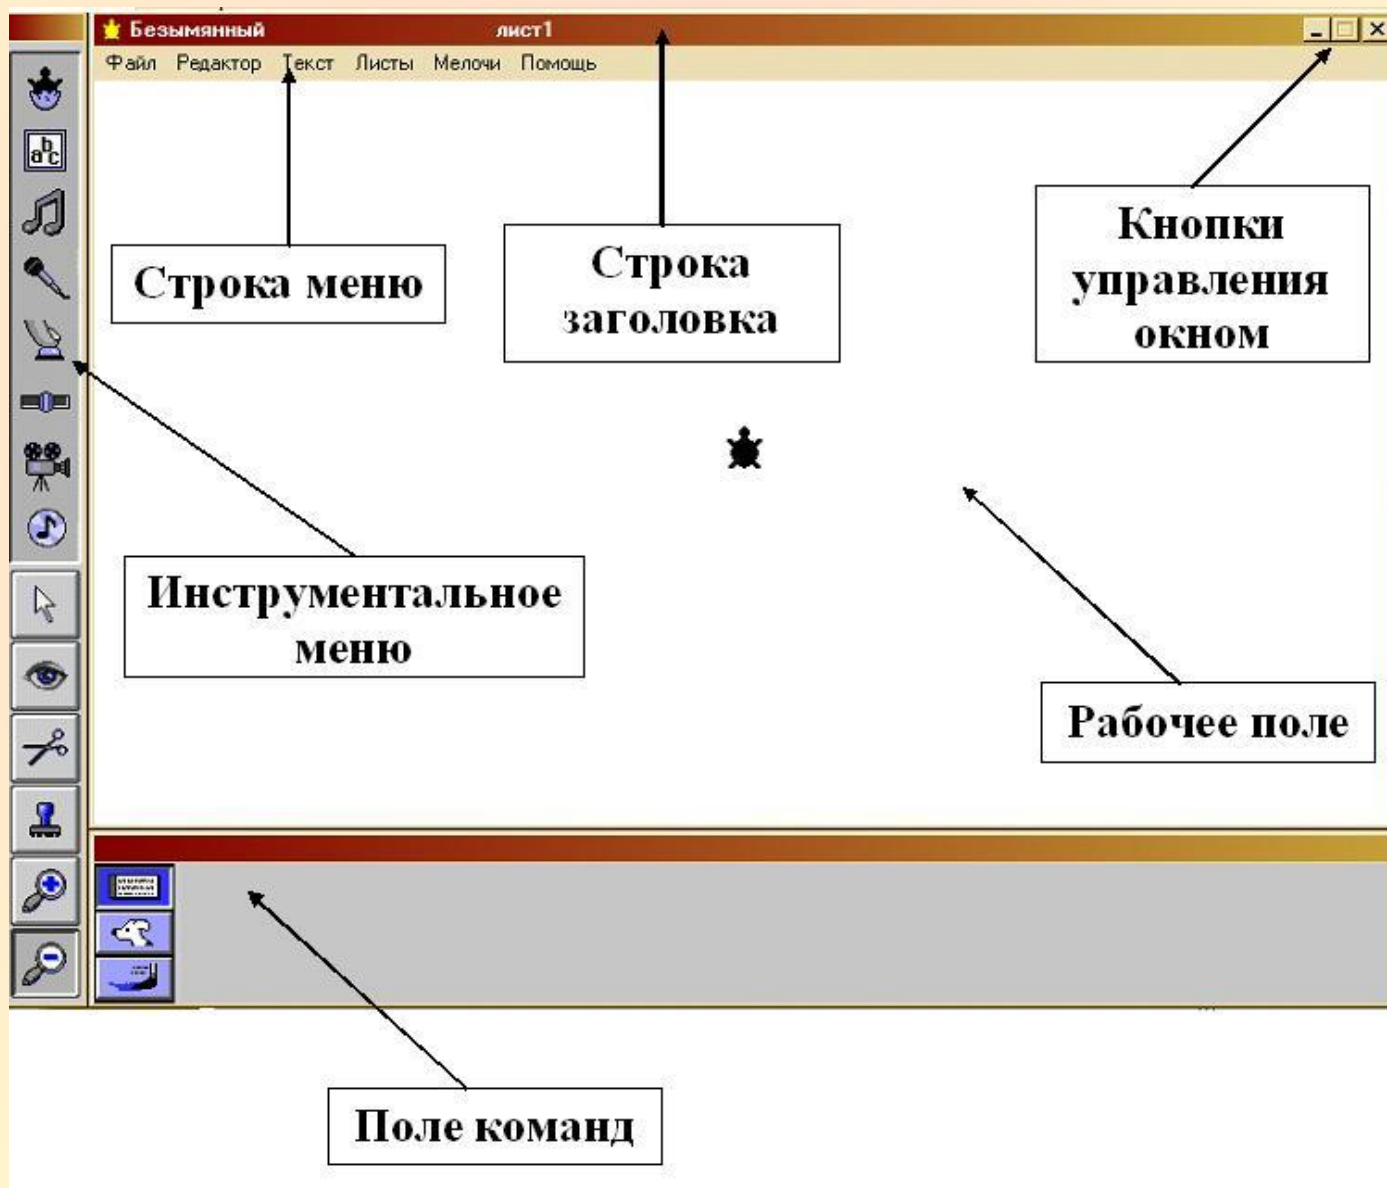 Безымянный лист1
Файл Редактор Текст Листы Мелочи Помощь
a b c
Строка меню
Строка
заголовка
Кнопки
управления
окном
Инструментальное
меню
Рабочее поле
Поле команд